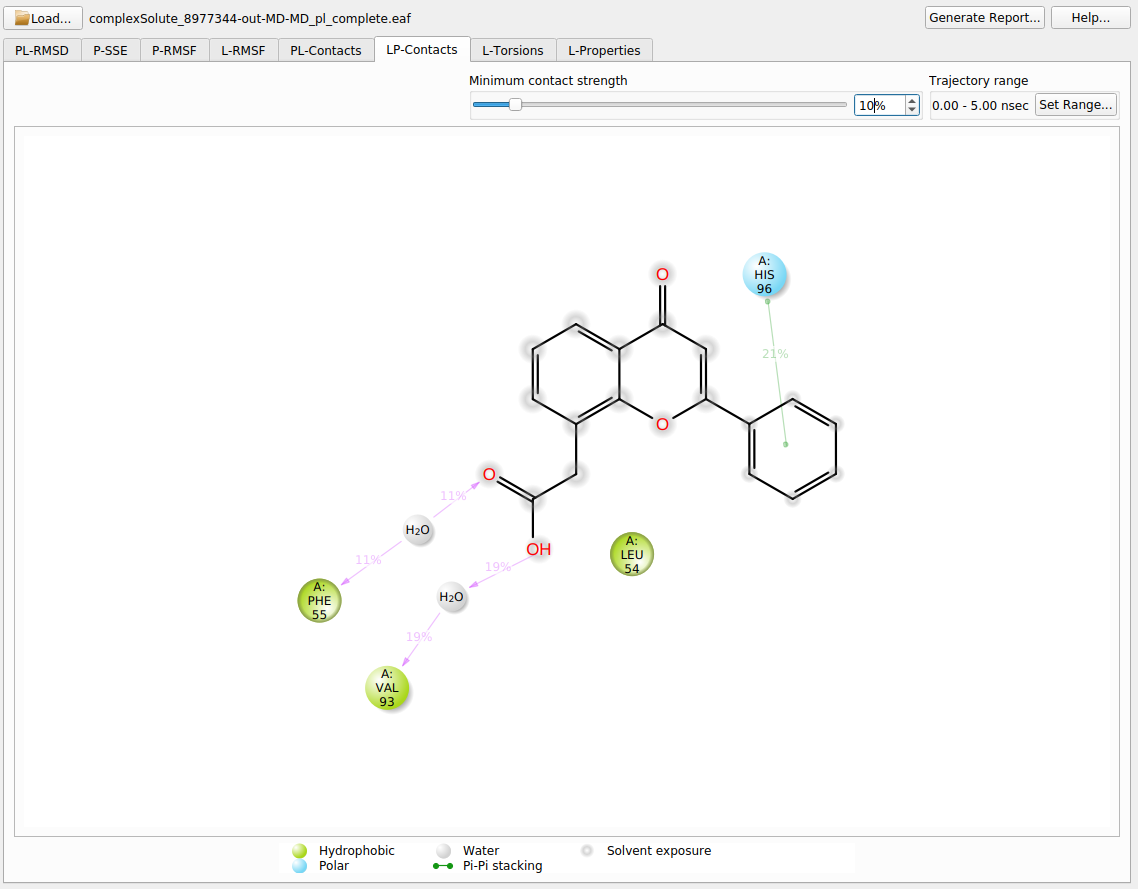 Load... complexSolute_8977344-out-MD-MD_pl_complete.eaf Generate Report... Help...
PL-RMSD P-SSE P-RMSF L-RMSF PL-Contacts LP-Contacts L-Torsions L-Properties
Minimum contact strength Trajectory range
10% 0.00 - 5.00 nsec Set Range...
A:
HIS
96
O
21%
O
O
11%
H₂O
11%
OH
19%
A:
LEU
54
A:
PHE
55
H₂O
19%
A:
VAL
93
Hydrophobic Water Solvent exposure
Polar Pi-Pi stacking